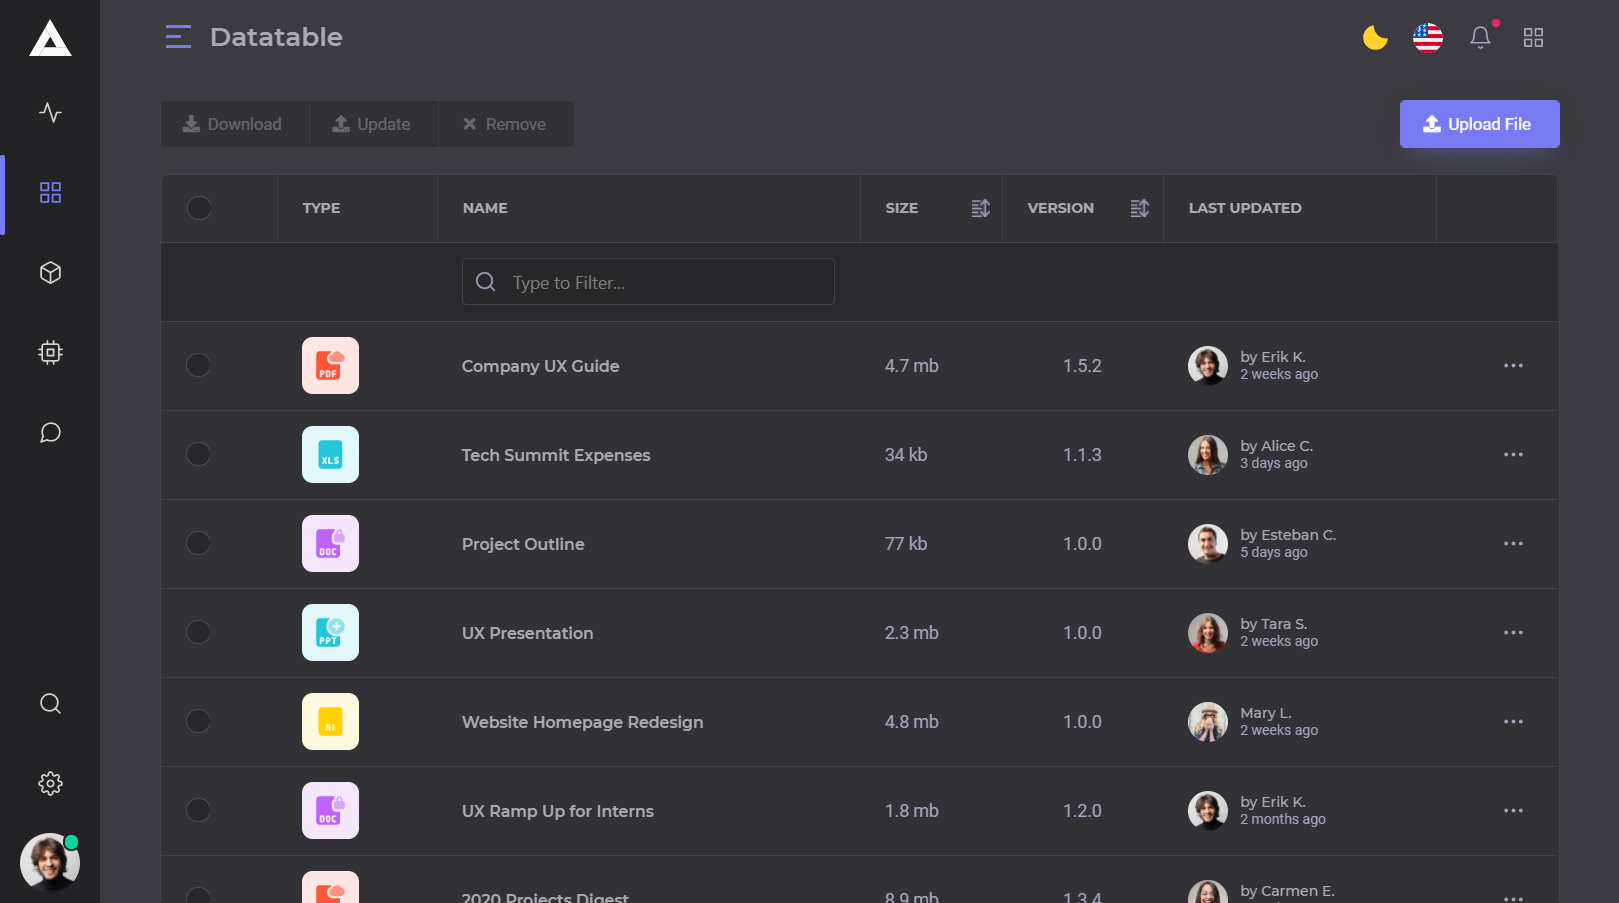 Datatable
Download Update Remove
Upload File
TYPE NAME SIZE VERSION LAST UPDATED
Type to Filter...
PDF Company UX Guide 4.7 mb 1.5.2 by Erik K.
2 weeks ago
XLS Tech Summit Expenses 34 kb 1.1.3 by Alice C.
3 days ago
DOC Project Outline 77 kb 1.0.0 by Esteban C.
5 days ago
PPT UX Presentation 2.3 mb 1.0.0 by Tara S.
2 weeks ago
Ai Website Homepage Redesign 4.8 mb 1.0.0 Mary L.
2 weeks ago
DOC UX Ramp Up for Interns 1.8 mb 1.2.0 by Erik K.
2 months ago
2020 Projects Digest 8.9 mb 1.3.4 by Carmen E.